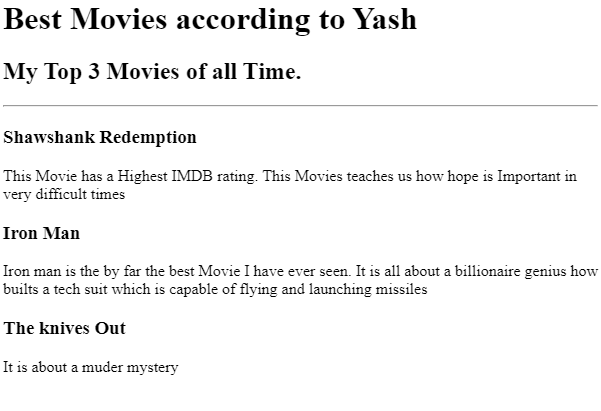 Best Movies according to Yash
My Top 3 Movies of all Time.
Shawshank Redemption
This Movie has a Highest IMDB rating. This Movies teaches us how hope is Important in
very difficult times
Iron Man
Iron man is the by far the best Movie I have ever seen. It is all about a billionaire genius how
builts a tech suit which is capable of flying and launching missiles
The knives Out
It is about a muder mystery